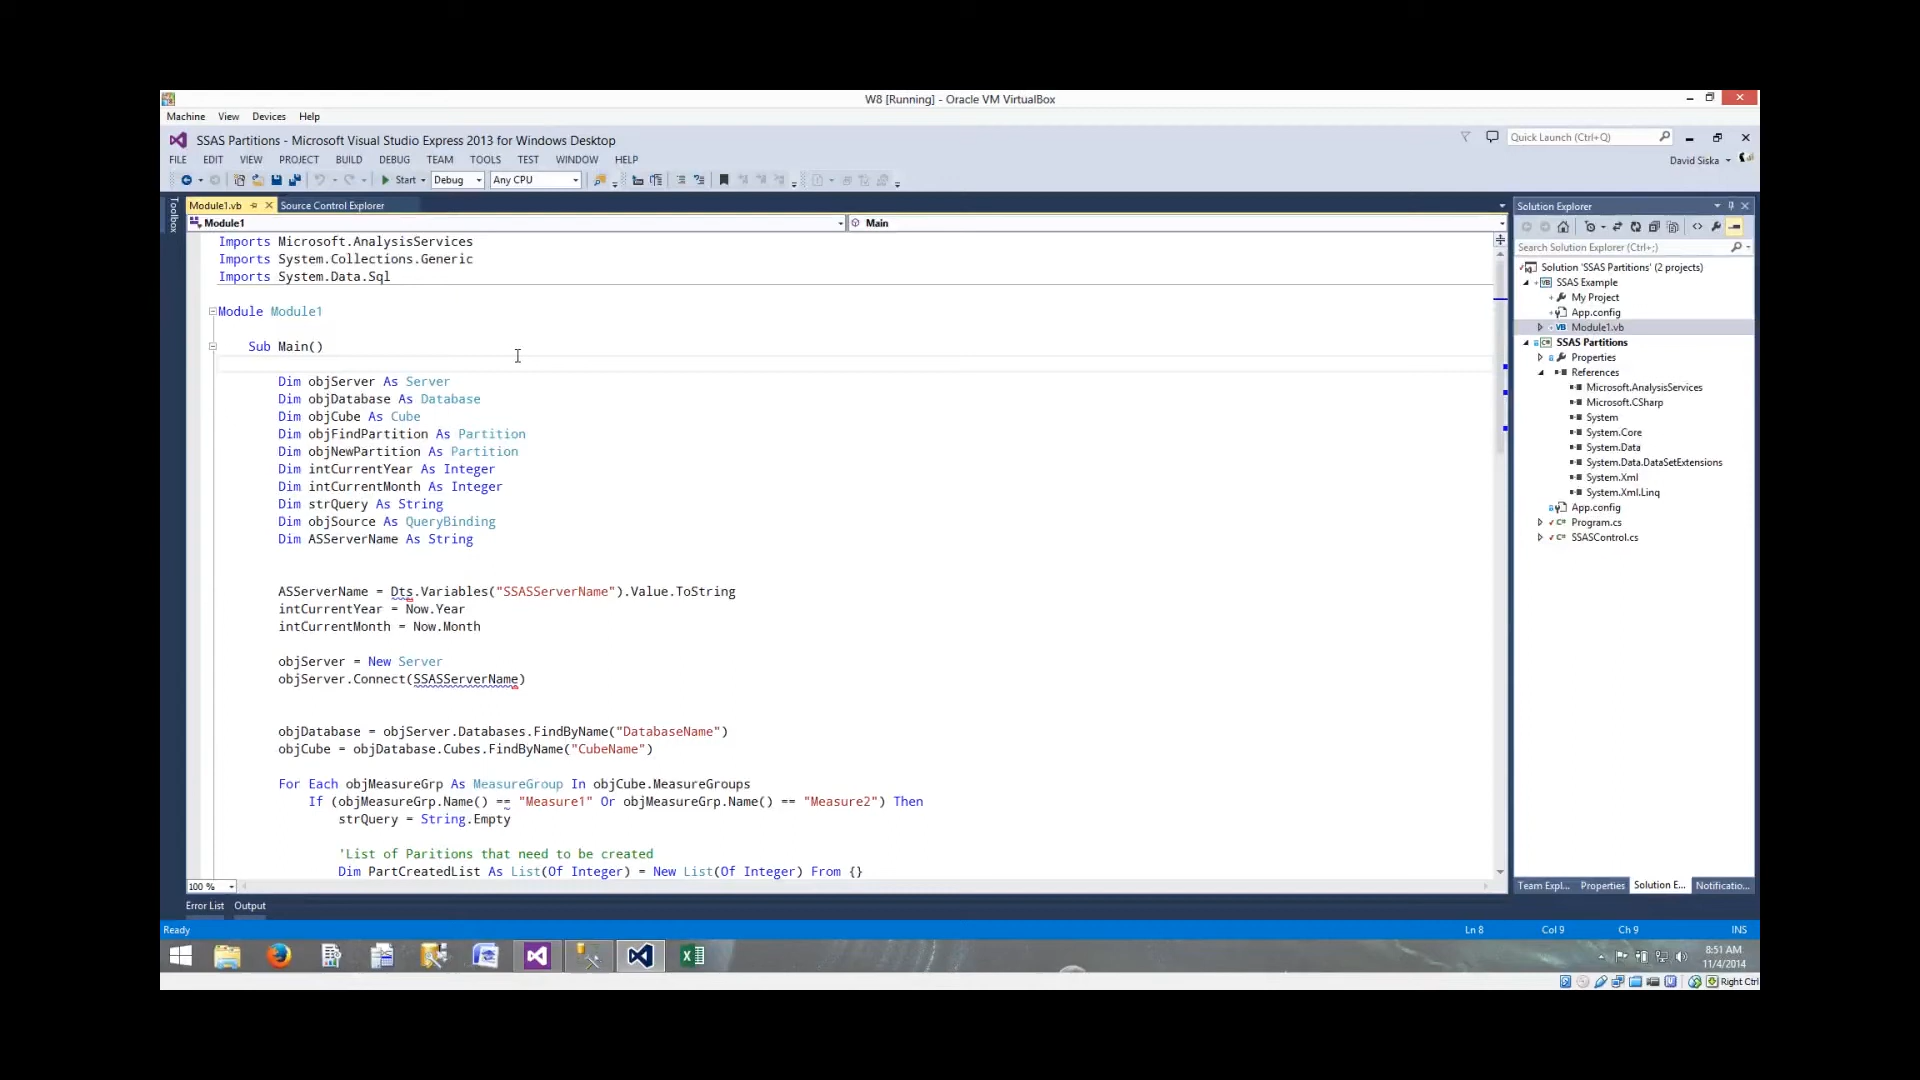 W8 [Running] - Oracle VM VirtualBox
Machine View Devices Help
SSAS Partitions - Microsoft Visual Studio Express 2013 for Windows Desktop
Quick Launch (Ctrl+Q)
FILE EDIT VIEW PROJECT BUILD DEBUG TEAM TOOLS TEST WINDOW HELP
David Siska
Start Debug Any CPU
Toolbox
Module1.vb Source Control Explorer
Module1 Main
Imports Microsoft.AnalysisServices
Imports System.Collections.Generic
Imports System.Data.Sql
Module Module1
Sub Main()
Dim objServer As Server
Dim objDatabase As Database
Dim objCube As Cube
Dim objFindPartition As Partition
Dim objNewPartition As Partition
Dim intCurrentYear As Integer
Dim intCurrentMonth As Integer
Dim strQuery As String
Dim objSource As QueryBinding
Dim ASServerName As String
ASServerName = Dts.Variables("SSASServerName").Value.ToString
intCurrentYear = Now.Year
intCurrentMonth = Now.Month
objServer = New Server
objServer.Connect(SSASServerName)
objDatabase = objServer.Databases.FindByName("DatabaseName")
objCube = objDatabase.Cubes.FindByName("CubeName")
For Each objMeasureGrp As MeasureGroup In objCube.MeasureGroups
If (objMeasureGrp.Name() == "Measure1" Or objMeasureGrp.Name() == "Measure2") Then
strQuery = String.Empty
'List of Paritions that need to be created
Dim PartCreatedList As List(Of Integer) = New List(Of Integer) From {}
100 %
Solution Explorer
Search Solution Explorer (Ctrl+;)
Solution 'SSAS Partitions' (2 projects)
SSAS Example
My Project
App.config
Module1.vb
SSAS Partitions
Properties
References
Microsoft.AnalysisServices
Microsoft.CSharp
System
System.Core
System.Data
System.Data.DataSetExtensions
System.Xml
System.Xml.Linq
App.config
Program.cs
SSASControl.cs
Team Expl... Properties Solution E... Notificatio...
Error List Output
Ready Ln 8 Col 9 Ch 9 INS
8:51 AM
11/4/2014
Right Ctrl